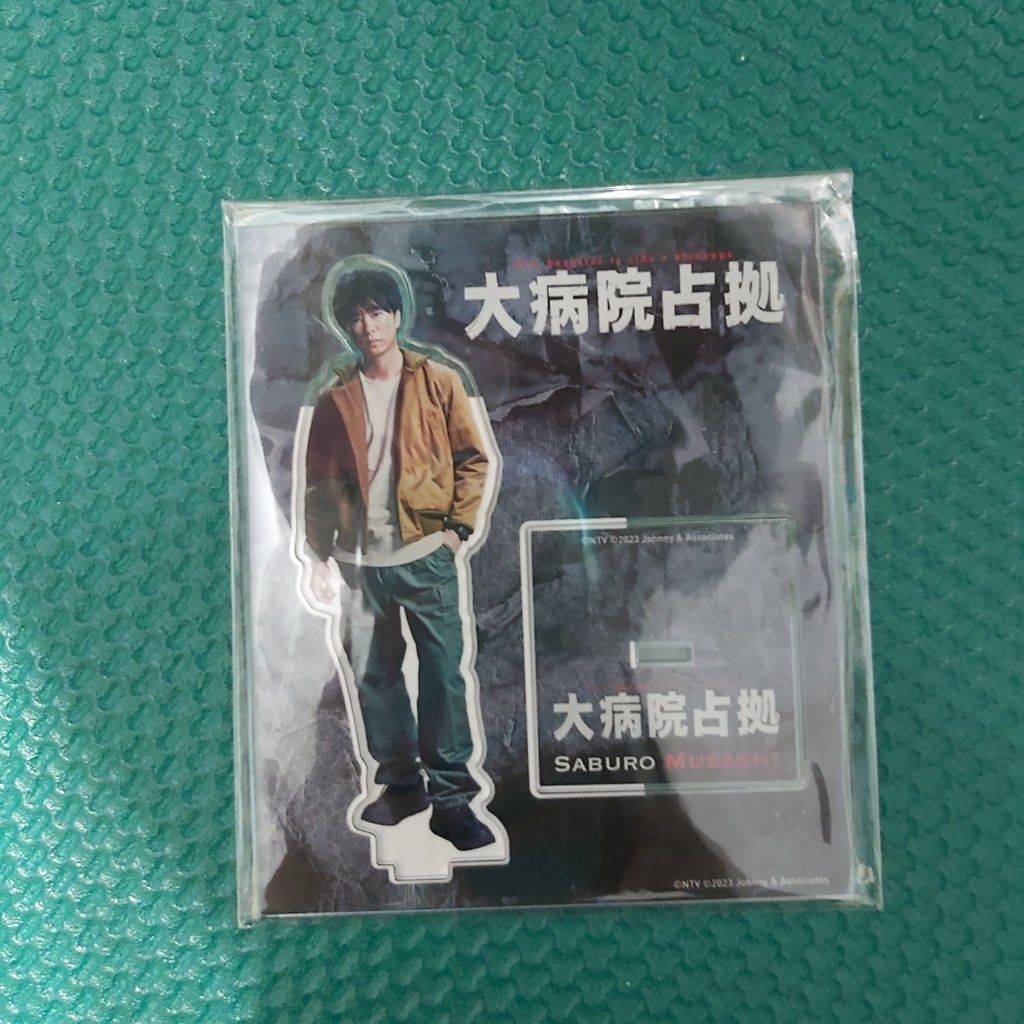 大病院占拠
©NTV ©2023 Johnny & Associates
大病院占拠
SABURO MUSASHI
©NTV ©2023 Johnny & Associates